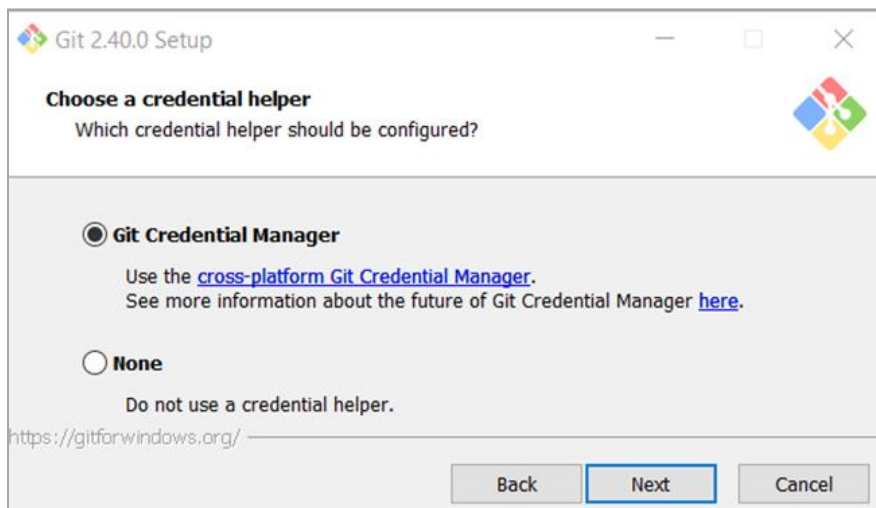 Git 2.40.0 Setup
Choose a credential helper
Which credential helper should be configured?
Git Credential Manager
Use the cross-platform Git Credential Manager.
See more information about the future of Git Credential Manager here.
None
Do not use a credential helper.
https://gitforwindows.org/
Back Next Cancel